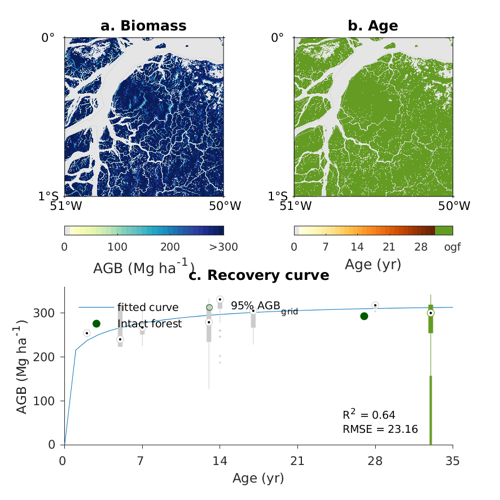 a. Biomass
b. Age
0°
0°
1°S
1°S
51°W
50°W
51°W
50°W
0
100
200
>300
0
7
14
21
28
ogf
AGB (Mg ha⁻¹)
Age (yr)
c. Recovery curve
fitted curve
95% AGB_grid
Intact forest
300
200
100
0
AGB (Mg ha⁻¹)
R² = 0.64
RMSE = 23.16
0
7
14
21
28
35
Age (yr)